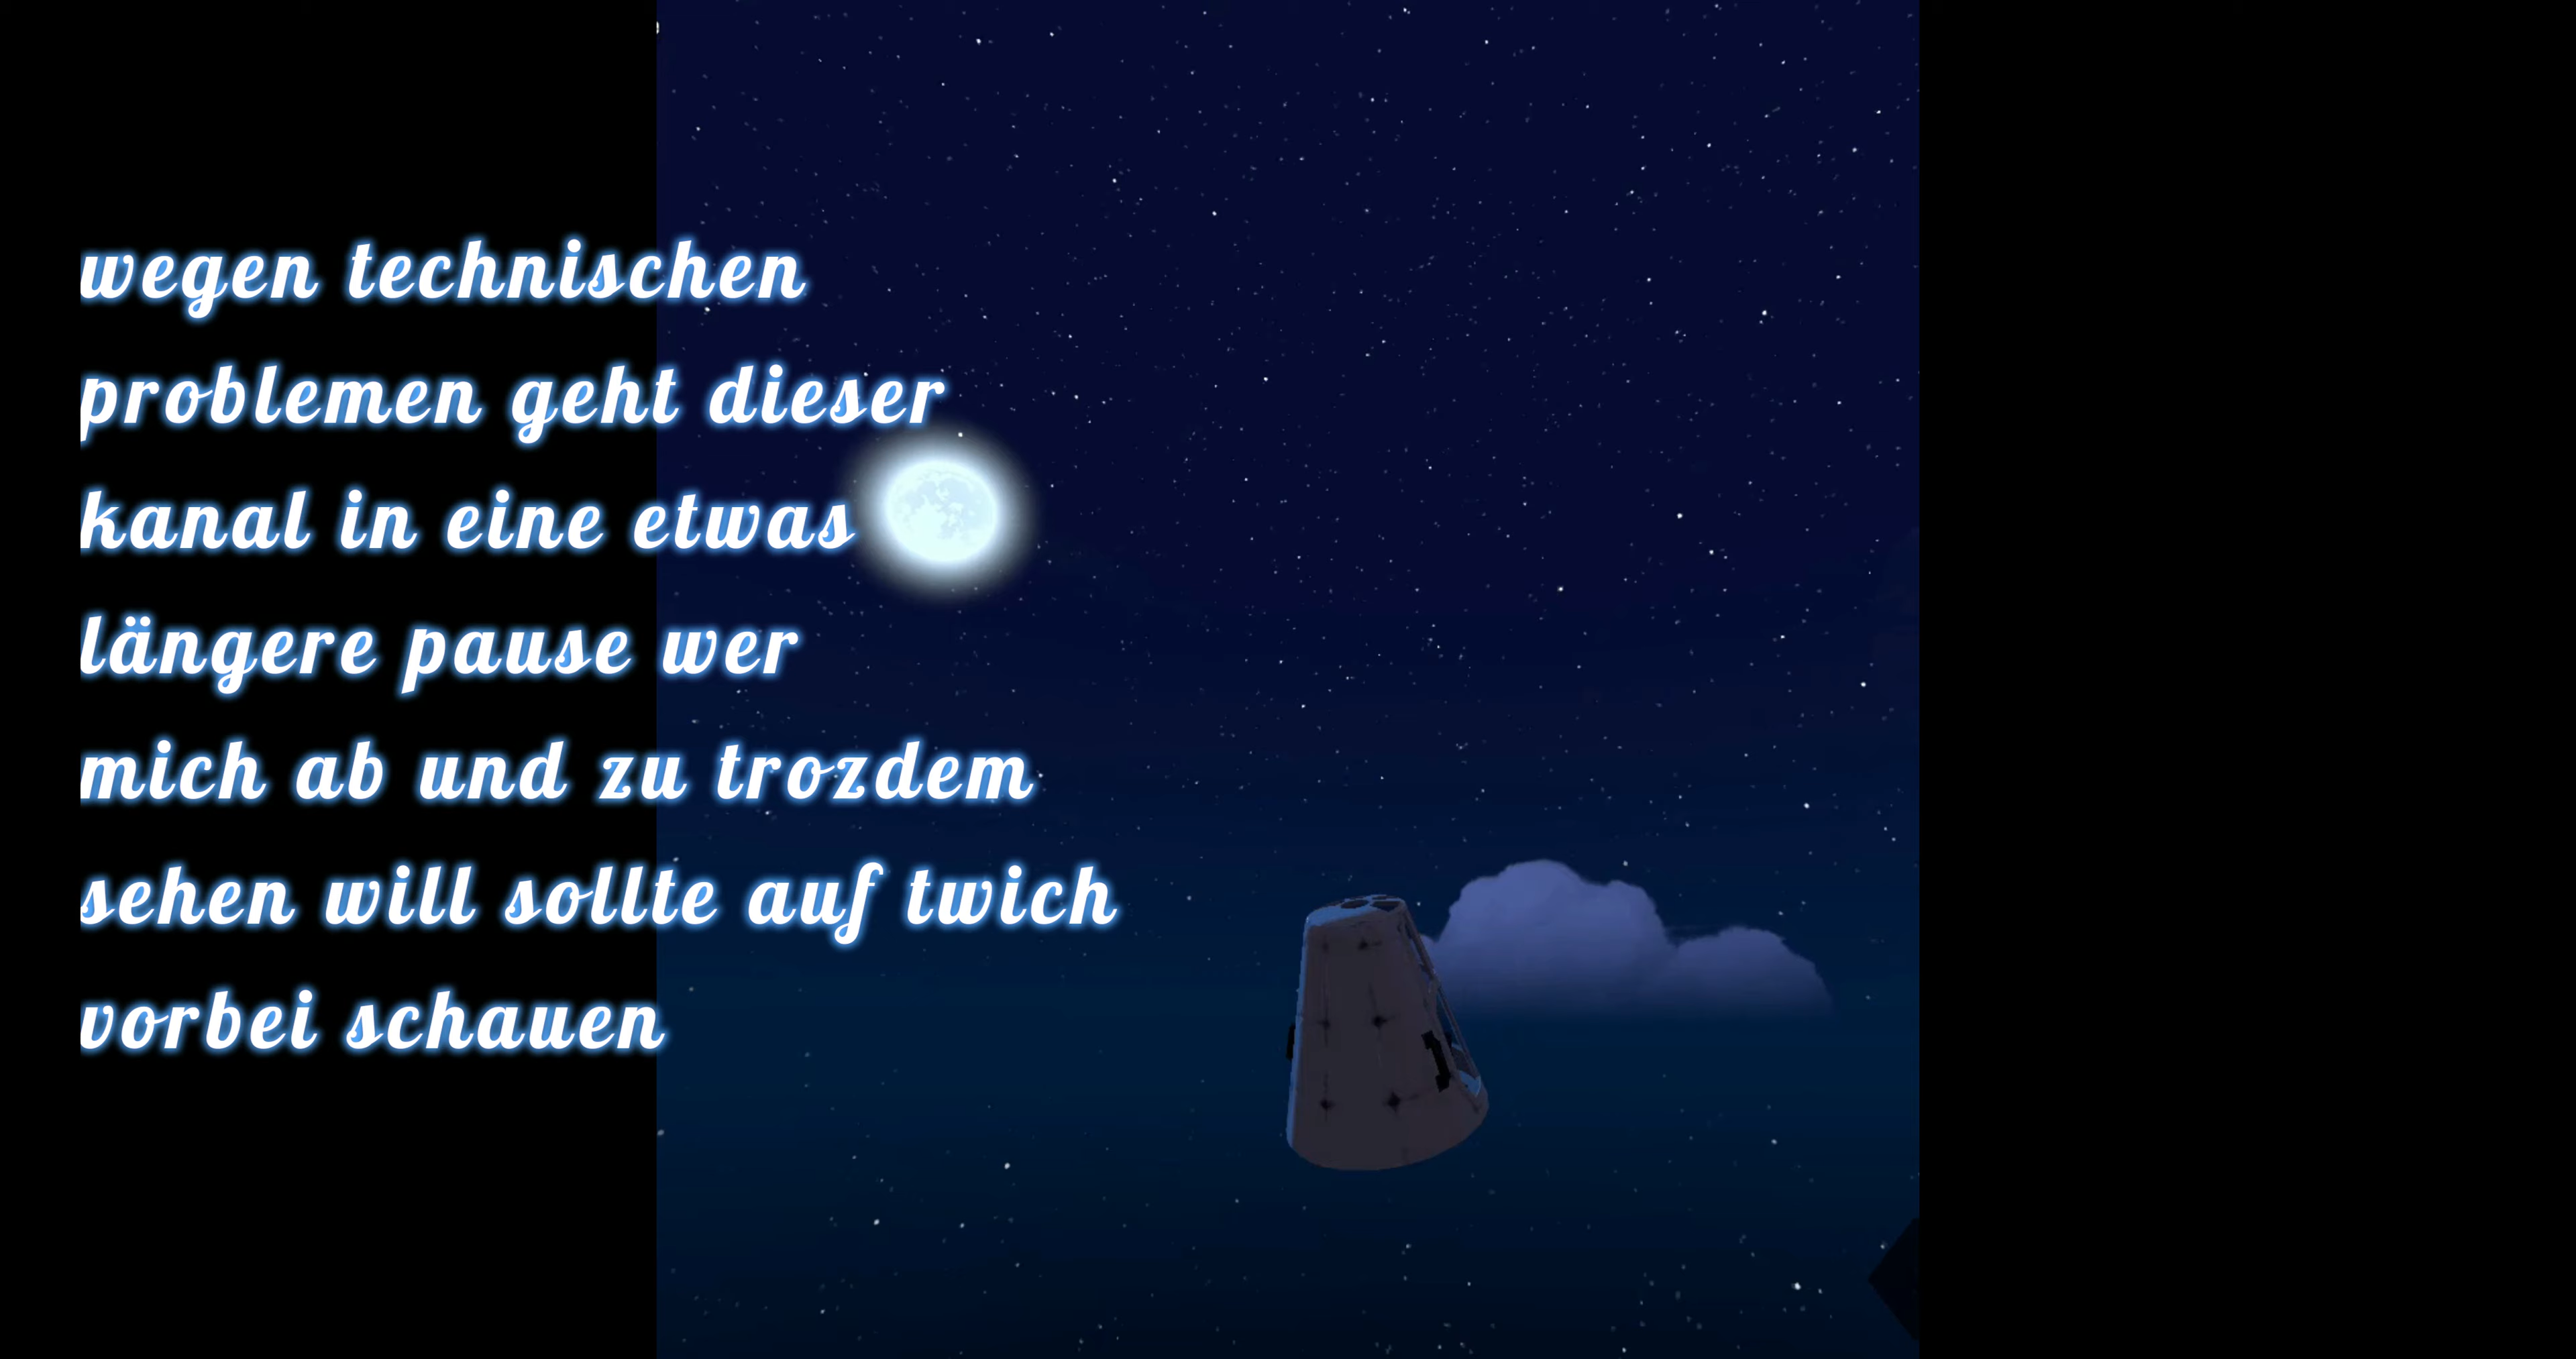 wegen technischen
problemen geht dieser
kanal in eine etwas
längere pause wer
mich ab und zu trozdem
sehen will sollte auf twich
vorbei schauen
1